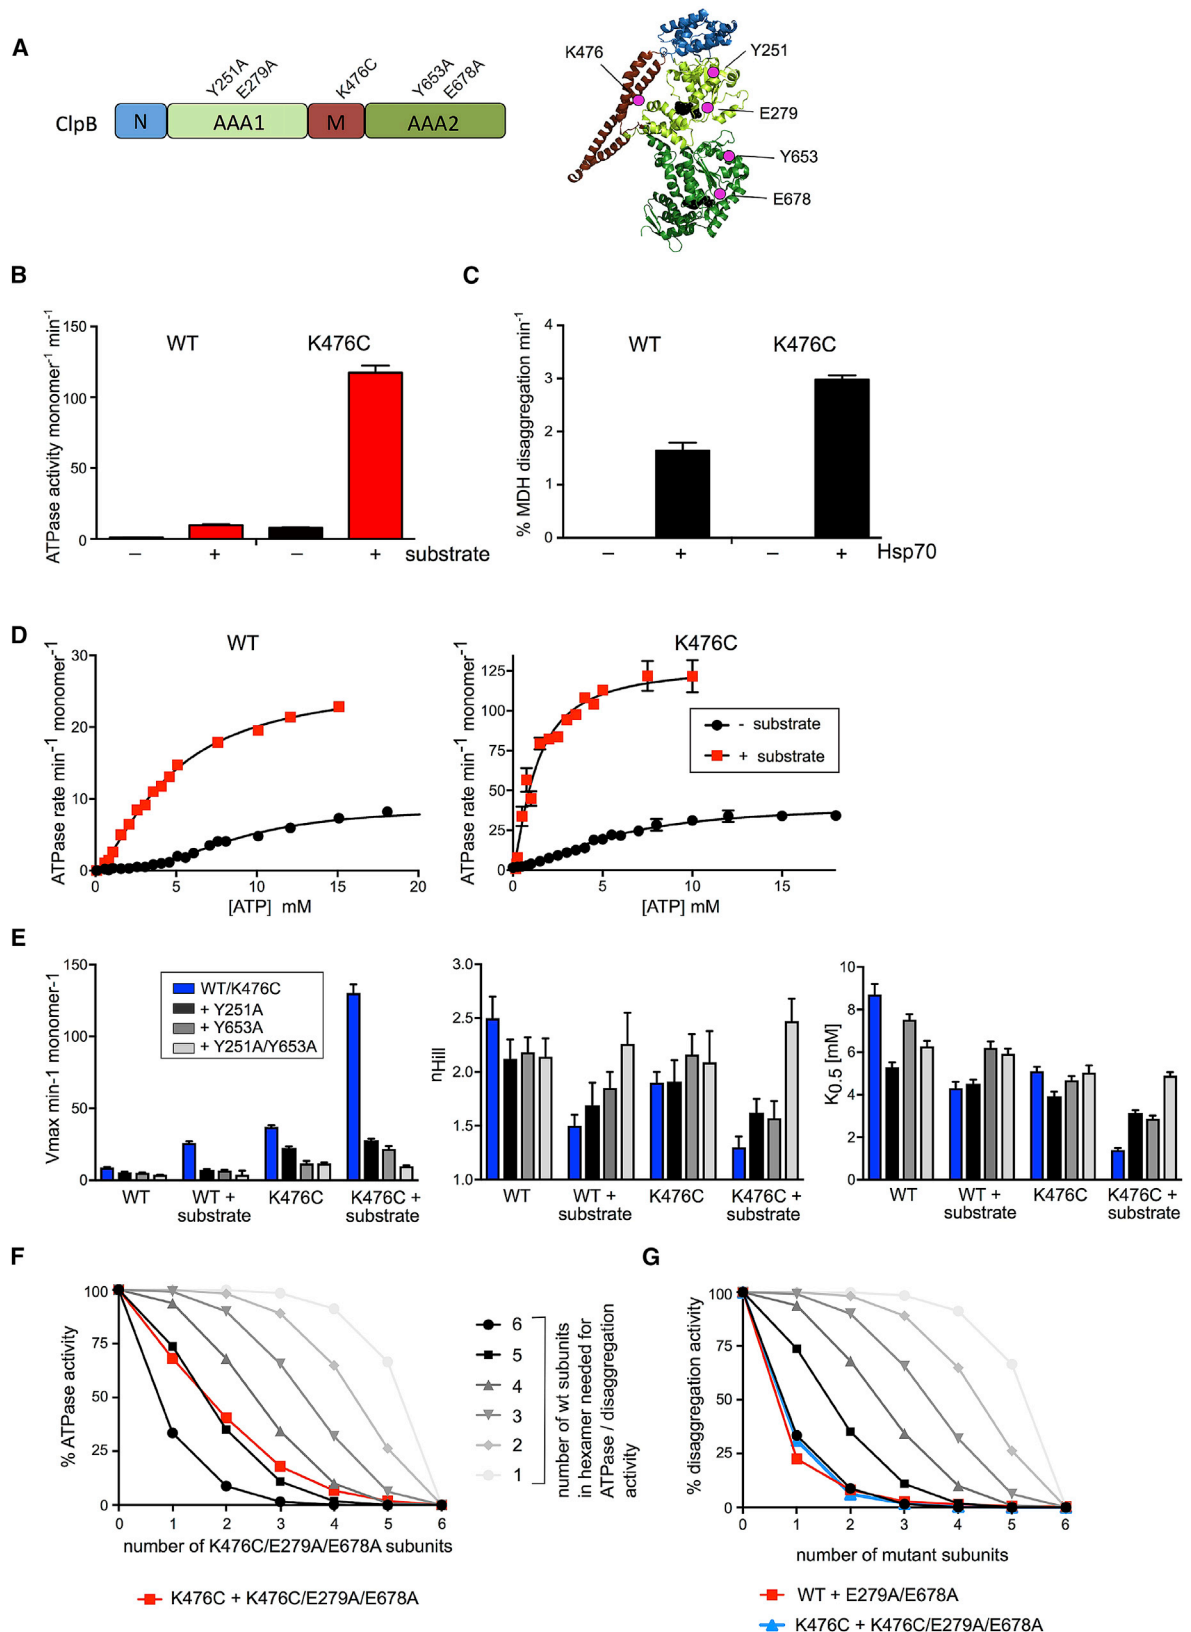 A
Y251A
E279A
K476C
Y653A
E678A
ClpB
N
AAA1
M
AAA2
K476
Y251
E279
Y653
E678
B
ATPase activity monomer-1 min-1
150
100
50
0
WT
K476C
– + – + substrate
C
% MDH disaggregation min-1
4
3
2
1
0
WT
K476C
– + – + Hsp70
D
WT
ATPase rate min-1 monomer-1
30
20
10
0
0 5 10 15 20
[ATP] mM
K476C
ATPase rate min-1 monomer-1
125
100
75
50
25
0
0 5 10 15
[ATP] mM
- substrate
+ substrate
E
Vmax min-1 monomer-1
150
100
50
0
WT/K476C
+ Y251A
+ Y653A
+ Y251A/Y653A
WT WT + K476C K476C +
substrate substrate
nHill
3.0
2.5
2.0
1.5
1.0
WT WT + K476C K476C +
substrate substrate
K0.5 [mM]
10
8
6
4
2
0
WT WT + K476C K476C +
substrate substrate
F
% ATPase activity
100
75
50
25
0
0 1 2 3 4 5 6
number of K476C/E279A/E678A subunits
K476C + K476C/E279A/E678A
6
5
4
3
2
1
number of wt subunits
in hexamer needed for
ATPase / disaggregation
activity
G
% disaggregation activity
100
75
50
25
0
0 1 2 3 4 5 6
number of mutant subunits
WT + E279A/E678A
K476C + K476C/E279A/E678A